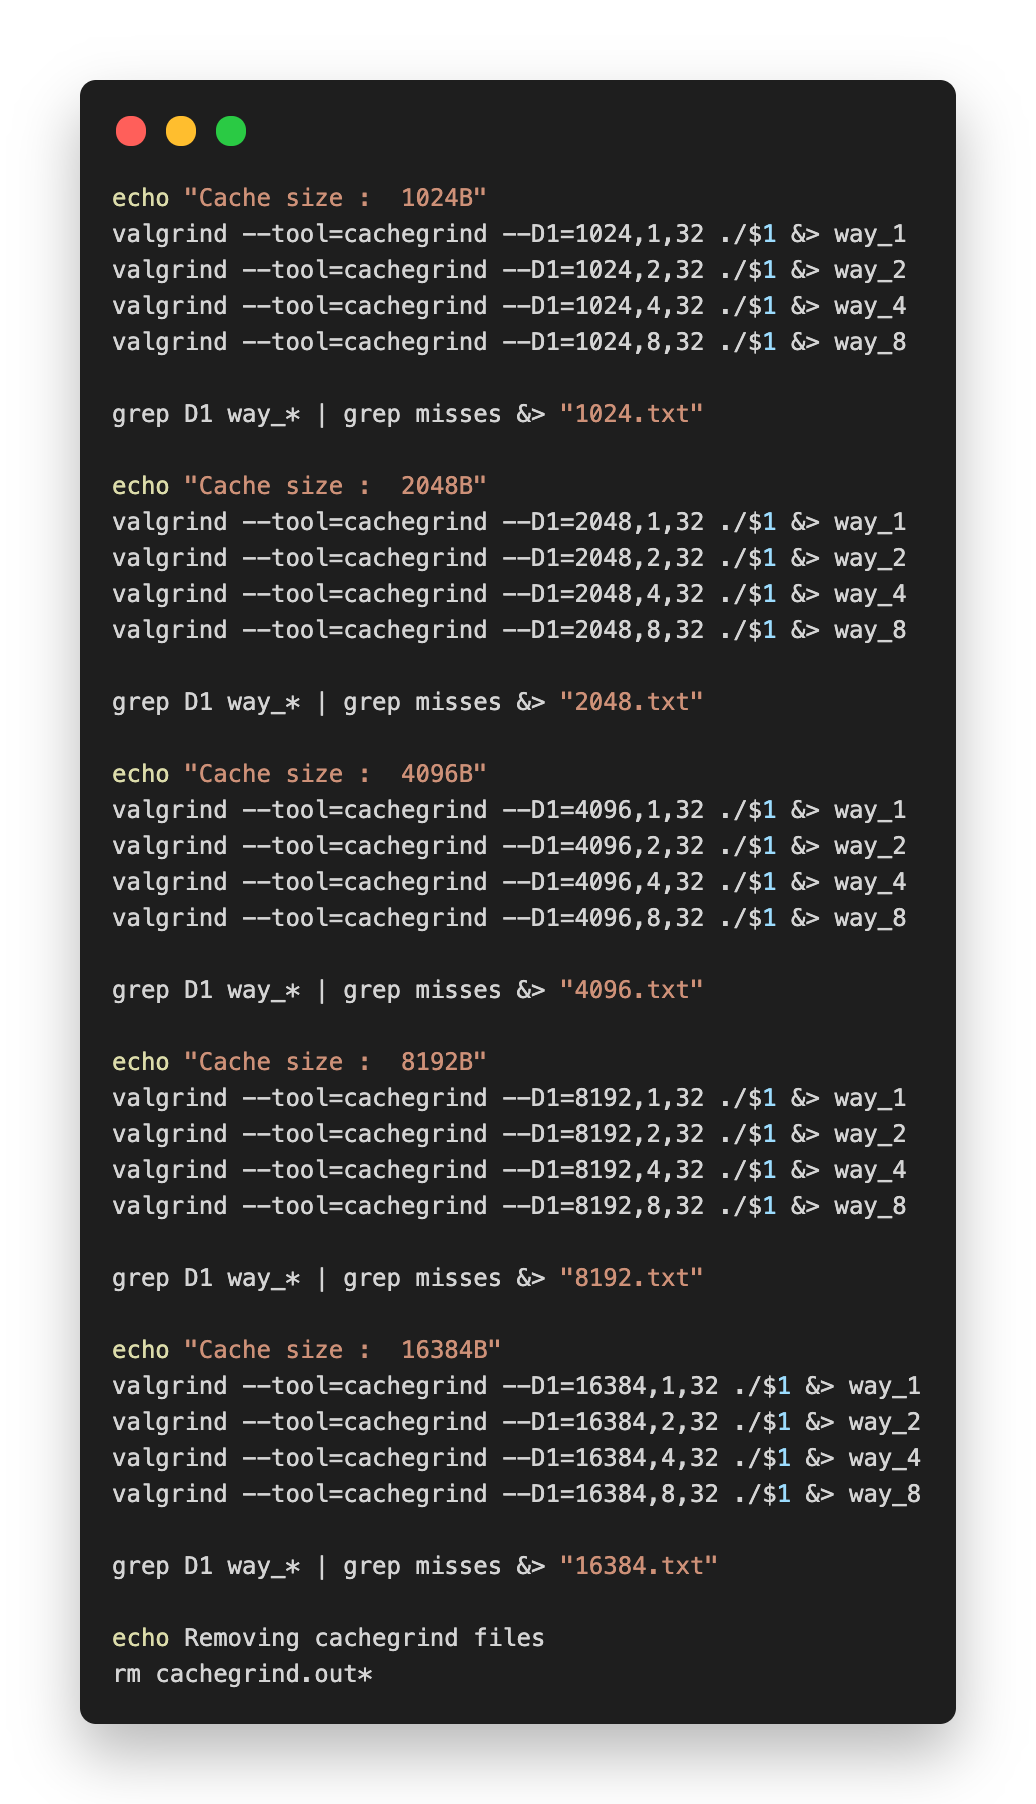 echo "Cache size :  1024B"
valgrind --tool=cachegrind --D1=1024,1,32 ./$1 &> way_1
valgrind --tool=cachegrind --D1=1024,2,32 ./$1 &> way_2
valgrind --tool=cachegrind --D1=1024,4,32 ./$1 &> way_4
valgrind --tool=cachegrind --D1=1024,8,32 ./$1 &> way_8

grep D1 way_* | grep misses &> "1024.txt"

echo "Cache size :  2048B"
valgrind --tool=cachegrind --D1=2048,1,32 ./$1 &> way_1
valgrind --tool=cachegrind --D1=2048,2,32 ./$1 &> way_2
valgrind --tool=cachegrind --D1=2048,4,32 ./$1 &> way_4
valgrind --tool=cachegrind --D1=2048,8,32 ./$1 &> way_8

grep D1 way_* | grep misses &> "2048.txt"

echo "Cache size :  4096B"
valgrind --tool=cachegrind --D1=4096,1,32 ./$1 &> way_1
valgrind --tool=cachegrind --D1=4096,2,32 ./$1 &> way_2
valgrind --tool=cachegrind --D1=4096,4,32 ./$1 &> way_4
valgrind --tool=cachegrind --D1=4096,8,32 ./$1 &> way_8

grep D1 way_* | grep misses &> "4096.txt"

echo "Cache size :  8192B"
valgrind --tool=cachegrind --D1=8192,1,32 ./$1 &> way_1
valgrind --tool=cachegrind --D1=8192,2,32 ./$1 &> way_2
valgrind --tool=cachegrind --D1=8192,4,32 ./$1 &> way_4
valgrind --tool=cachegrind --D1=8192,8,32 ./$1 &> way_8

grep D1 way_* | grep misses &> "8192.txt"

echo "Cache size :  16384B"
valgrind --tool=cachegrind --D1=16384,1,32 ./$1 &> way_1
valgrind --tool=cachegrind --D1=16384,2,32 ./$1 &> way_2
valgrind --tool=cachegrind --D1=16384,4,32 ./$1 &> way_4
valgrind --tool=cachegrind --D1=16384,8,32 ./$1 &> way_8

grep D1 way_* | grep misses &> "16384.txt"

echo Removing cachegrind files
rm cachegrind.out*